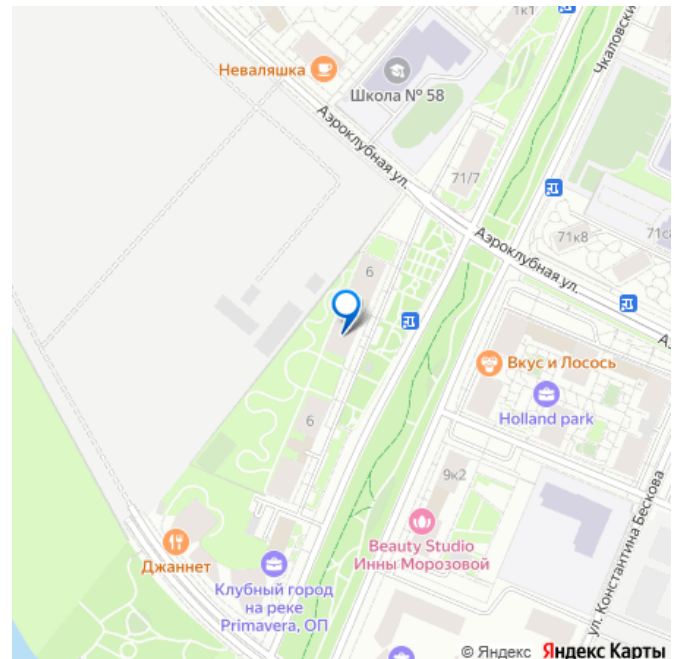 1к1
Чкаловски
Неваляшка
Школа № 58
Аэроклубная ул.
71/7
71к8
71с
Аэроклубная ул.
6
Вкус и Лосось
Holland park
6
9к2
Beauty Studio
Инны Морозовой
ул. Константина Бескова
Джаннет
Клубный город
на реке
Primavera, ОП
© Яндекс Яндекс Карты